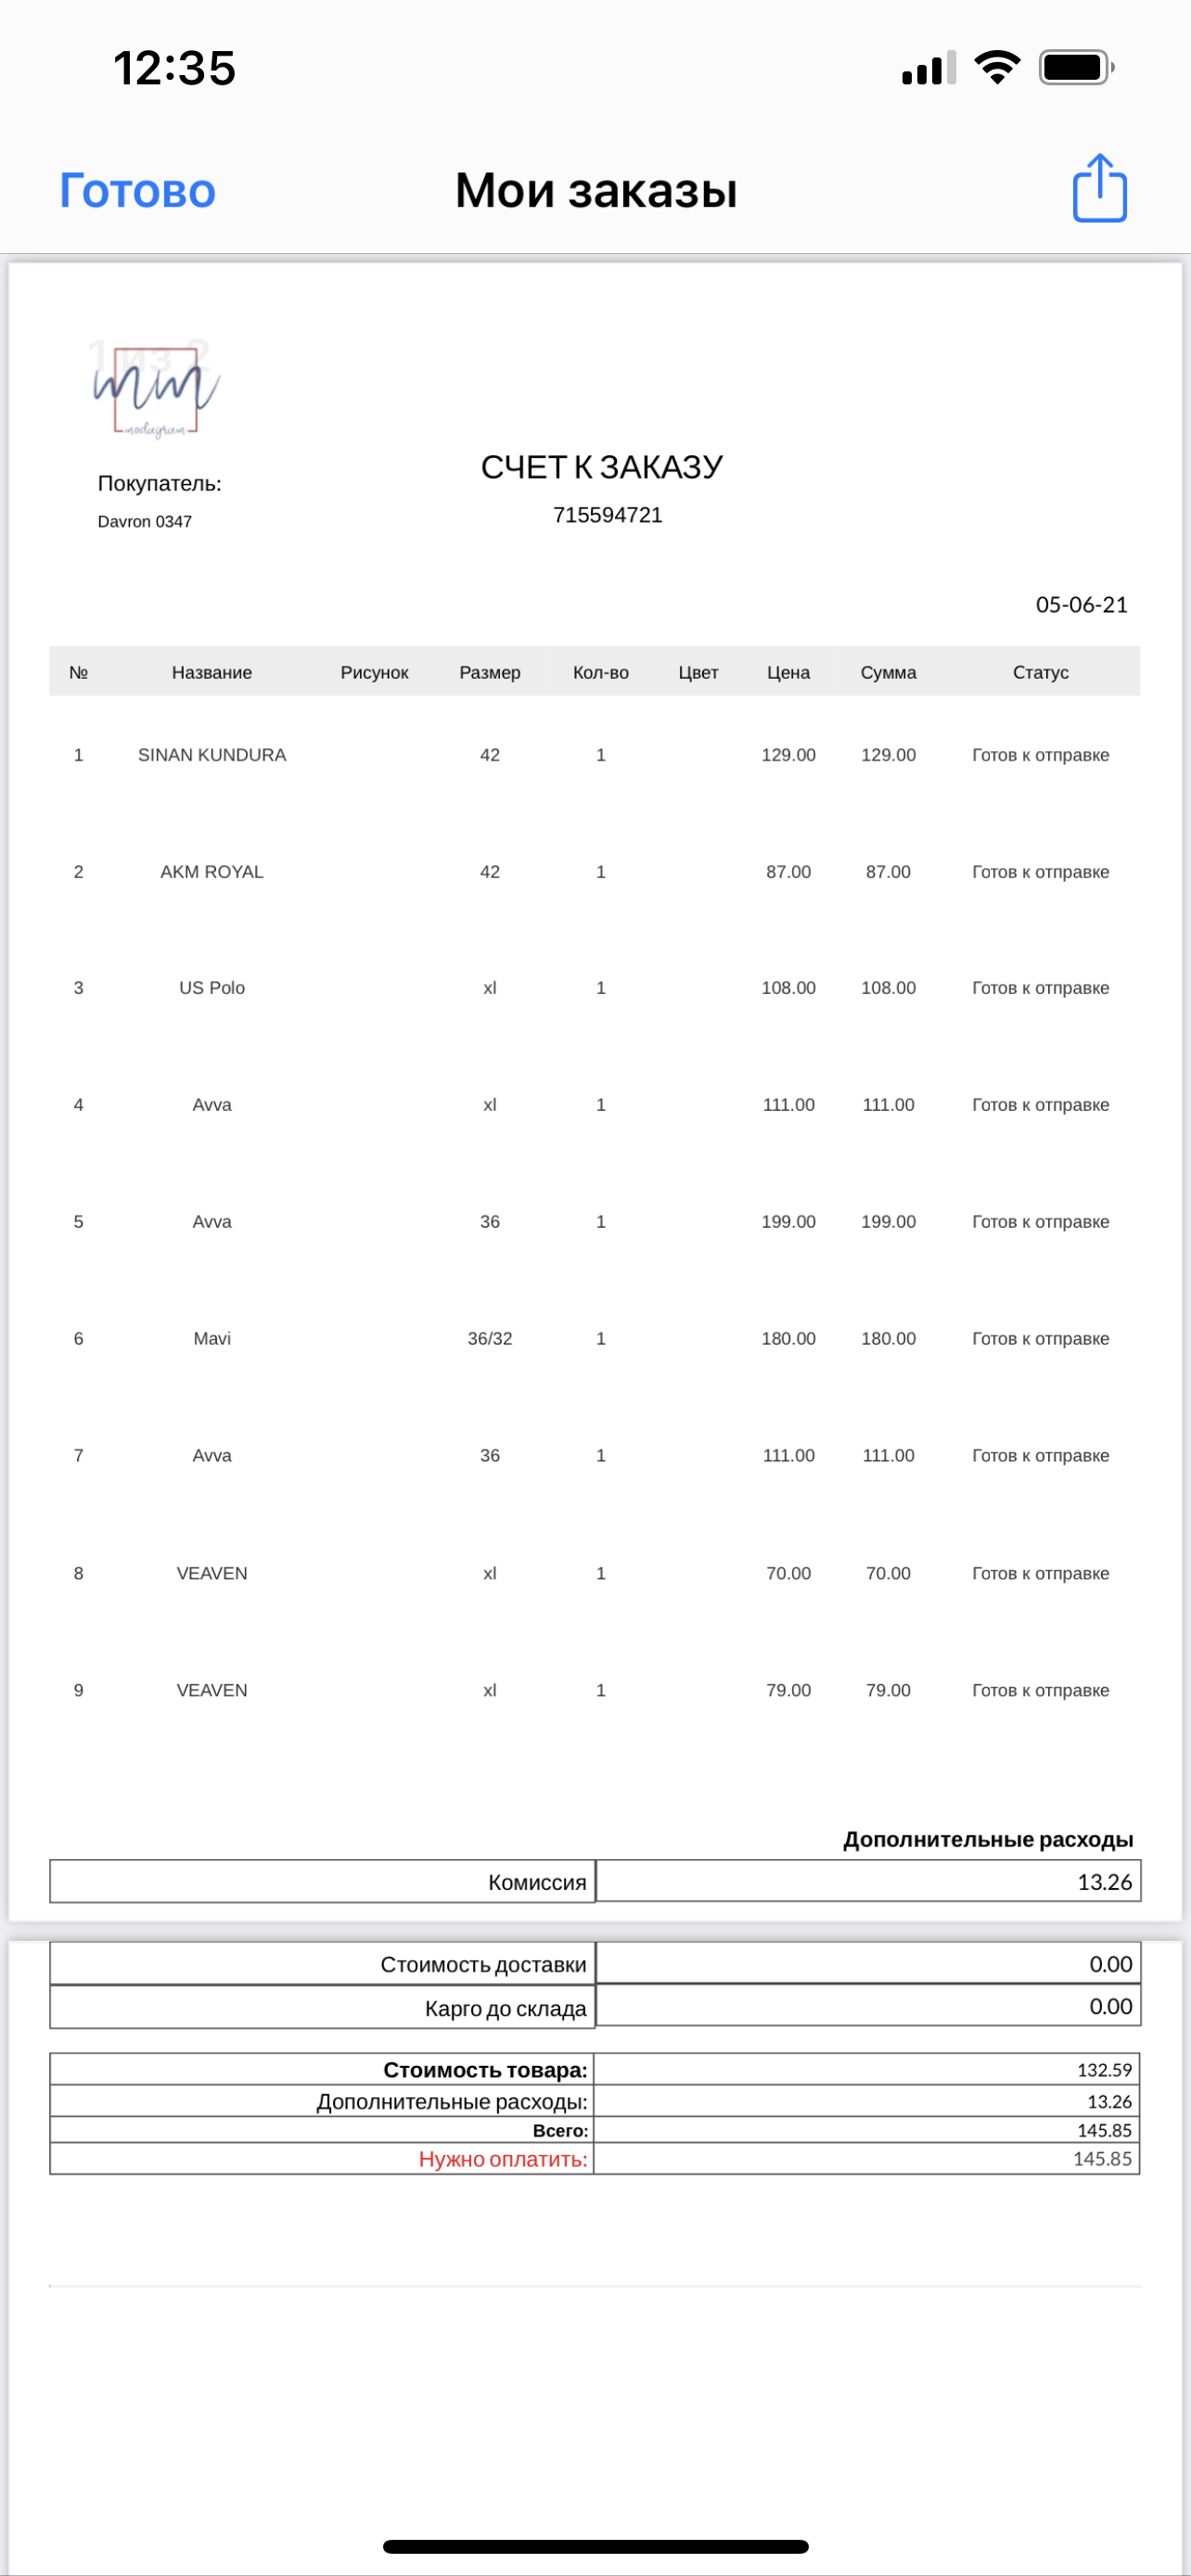 12:35
Готово Мои заказы
1 из 2
mm
modagram
Покупатель:
СЧЕТ К ЗАКАЗУ
Davron 0347
715594721
05-06-21
№ Название Рисунок Размер Кол-во Цвет Цена Сумма Статус
1 SINAN KUNDURA 42 1 129.00 129.00 Готов к отправке
2 AKM ROYAL 42 1 87.00 87.00 Готов к отправке
3 US Polo xl 1 108.00 108.00 Готов к отправке
4 Avva xl 1 111.00 111.00 Готов к отправке
5 Avva 36 1 199.00 199.00 Готов к отправке
6 Mavi 36/32 1 180.00 180.00 Готов к отправке
7 Avva 36 1 111.00 111.00 Готов к отправке
8 VEAVEN xl 1 70.00 70.00 Готов к отправке
9 VEAVEN xl 1 79.00 79.00 Готов к отправке
Дополнительные расходы
Комиссия 13.26
Стоимость доставки 0.00
Карго до склада 0.00
Стоимость товара: 132.59
Дополнительные расходы: 13.26
Всего: 145.85
Нужно оплатить: 145.85